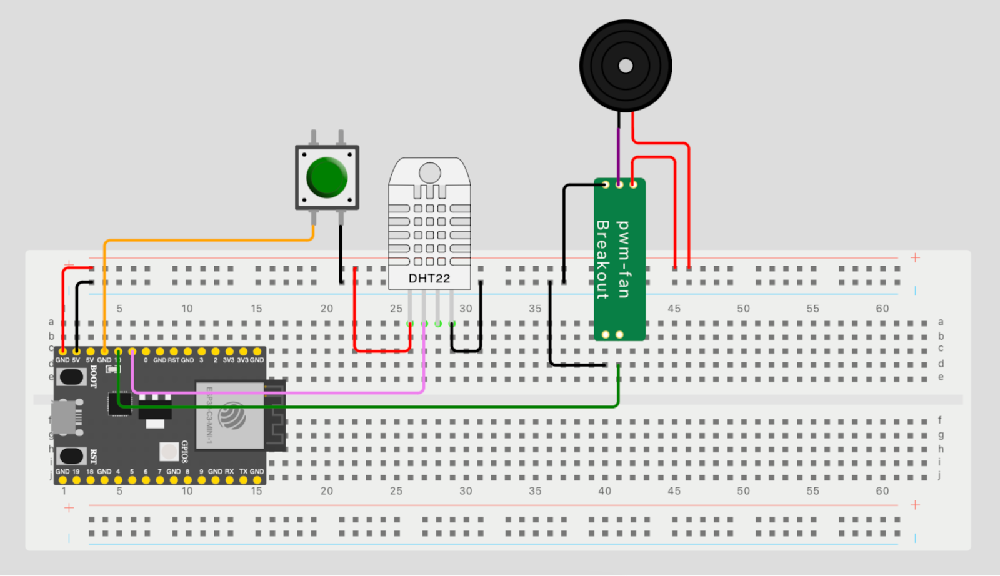 DHT22
pwm-fan
Breakout
+ +
1 5 10 15 20 25 30 35 40 45 50 55 60
a a
b b
c c
d d
e e
GND 5V 5V GND 10 0 GND RST GND 3 2 3V3 3V3 GND
BOOT
ESP32-C3-MINI-1
f f
g g
h h
i i
j j
RST
GPIO8
GND 19 18 GND 4 5 6 7 GND 8 9 GND RX TX GND
1 5 10 15 20 25 30 35 40 45 50 55 60
+ +